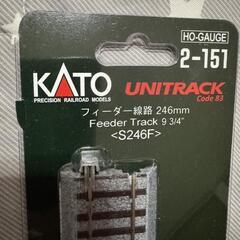 HO-GAUGE
2-151
KATO
PRECISION RAILROAD MODELS
UNITRACK
Code 83
フィーダー線路 246mm
Feeder Track 9 3/4"
<S246F>